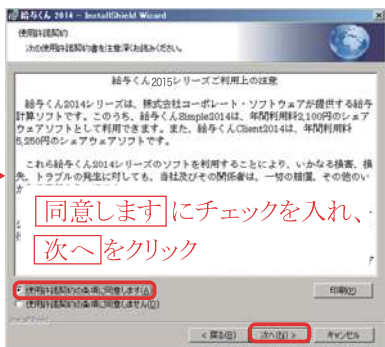 給与くん 2014 - InstallShield Wizard
使用許諾契約
次の使用許諾契約書を注意深くお読みください。
給与くん2015シリーズご利用上の注意
給与くん2014シリーズは、株式会社コーポレート・ソフトウェアが提供する給与
計算ソフトです。このうち、給与くんSimple2014は、年間利用料2,100円のシェア
ウェアソフトとして利用できます。また、給与くんClient2014は、年間利用料
5,250円のシェアウェアソフトです。
これら給与くん2014シリーズのソフトを利用することにより、いかなる損害、損
失、トラブルの発生に対しても、当社及びその関係者は、一切の賠償、その他のい
か
同意します にチェックを入れ、
次へ をクリック
使用許諾契約の条項に同意します(A)
使用許諾契約の条項に同意しません(D)
印刷(P)
InstallShield
< 戻る(B)
次へ(N) >
キャンセル